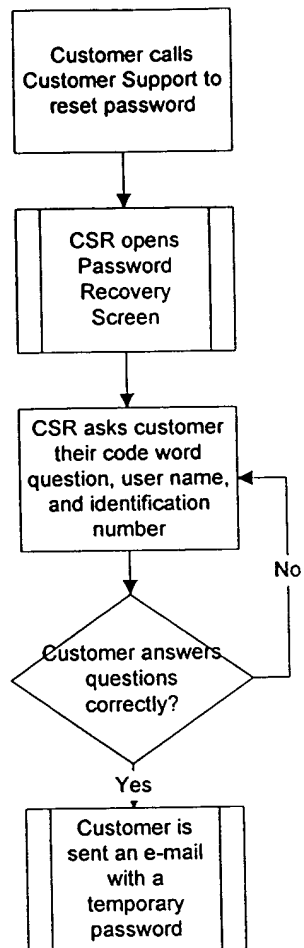 Customer calls
Customer Support to
reset password
CSR opens
Password
Recovery
Screen
CSR asks customer
their code word
question, user name,
and identification
number
No
Customer answers
questions
correctly?
Yes
Customer is
sent an e-mail
with a
temporary
password